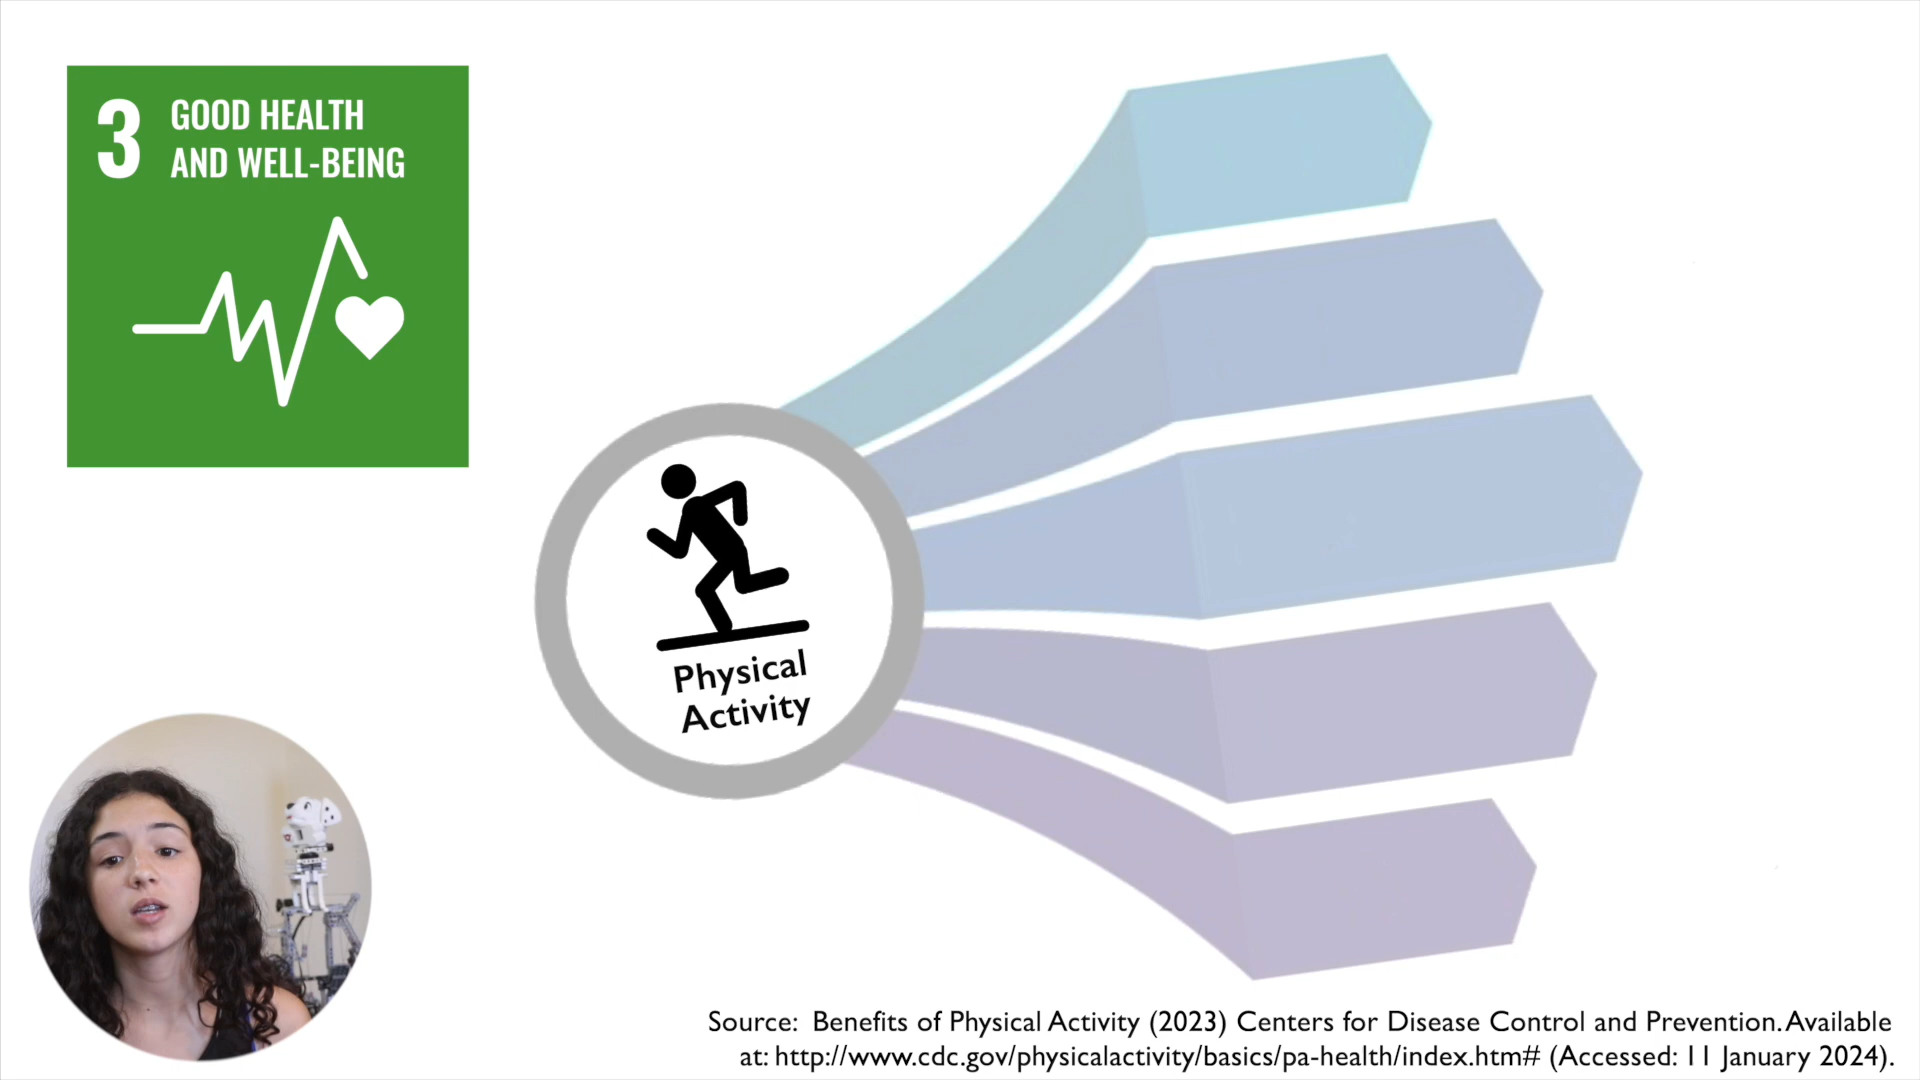 3
GOOD HEALTH
AND WELL-BEING
Physical
Activity
Source: Benefits of Physical Activity (2023) Centers for Disease Control and Prevention. Available
at: http://www.cdc.gov/physicalactivity/basics/pa-health/index.htm# (Accessed: 11 January 2024).